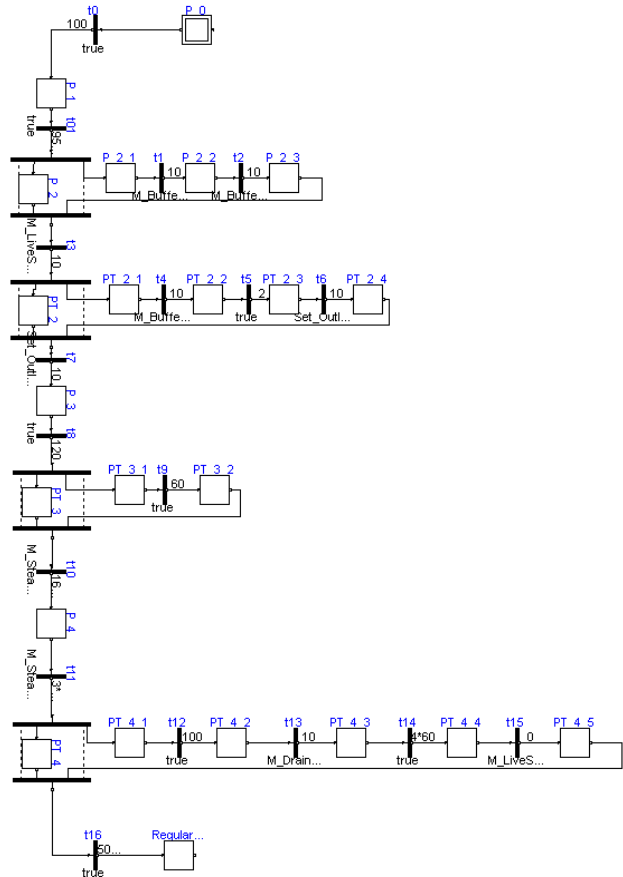 t0
P_0
100
true
P_1
true
t01
95
P_2_1
t1
P_2_2
t2
P_2_3
10
10
P_2
M_Buffe...
M_Buffe...
M_LiveS...
t3
10
PT_2_1
t4
PT_2_2
t5
PT_2_3
t6
PT_2_4
10
2
10
PT_2
M_Buffe...
true
Set_Outl...
Set_Outl...
t7
10
P_3
true
t8
120
PT_3_1
t9
PT_3_2
60
PT_3
true
M_Stea...
t10
16...
P_4
M_Stea...
t11
3*...
PT_4_1
t12
PT_4_2
t13
PT_4_3
t14
PT_4_4
t15
PT_4_5
100
10
4*60
0
PT_4
true
M_Drain...
true
M_LiveS...
t16
Regular...
50...
true